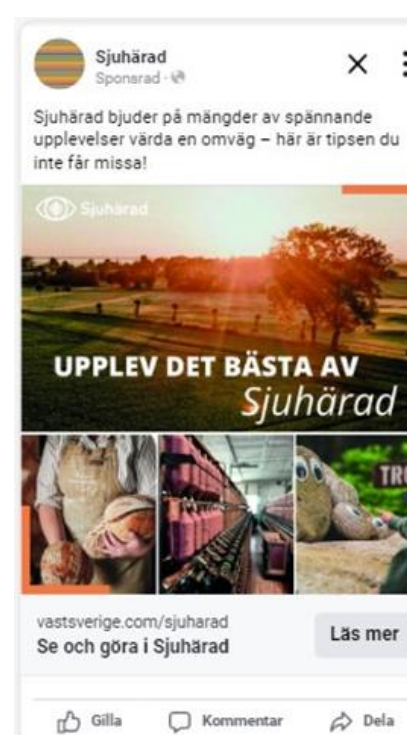 Sjuhärad
Sponsrad ·
Sjuhärad bjuder på mängder av spännande
upplevelser värda en omväg – här är tipsen du
inte får missa!
Sjuhärad
UPPLEV DET BÄSTA AV
Sjuhärad
TRO
vastsverige.com/sjuharad
Se och göra i Sjuhärad
Läs mer
Gilla
Kommentar
Dela